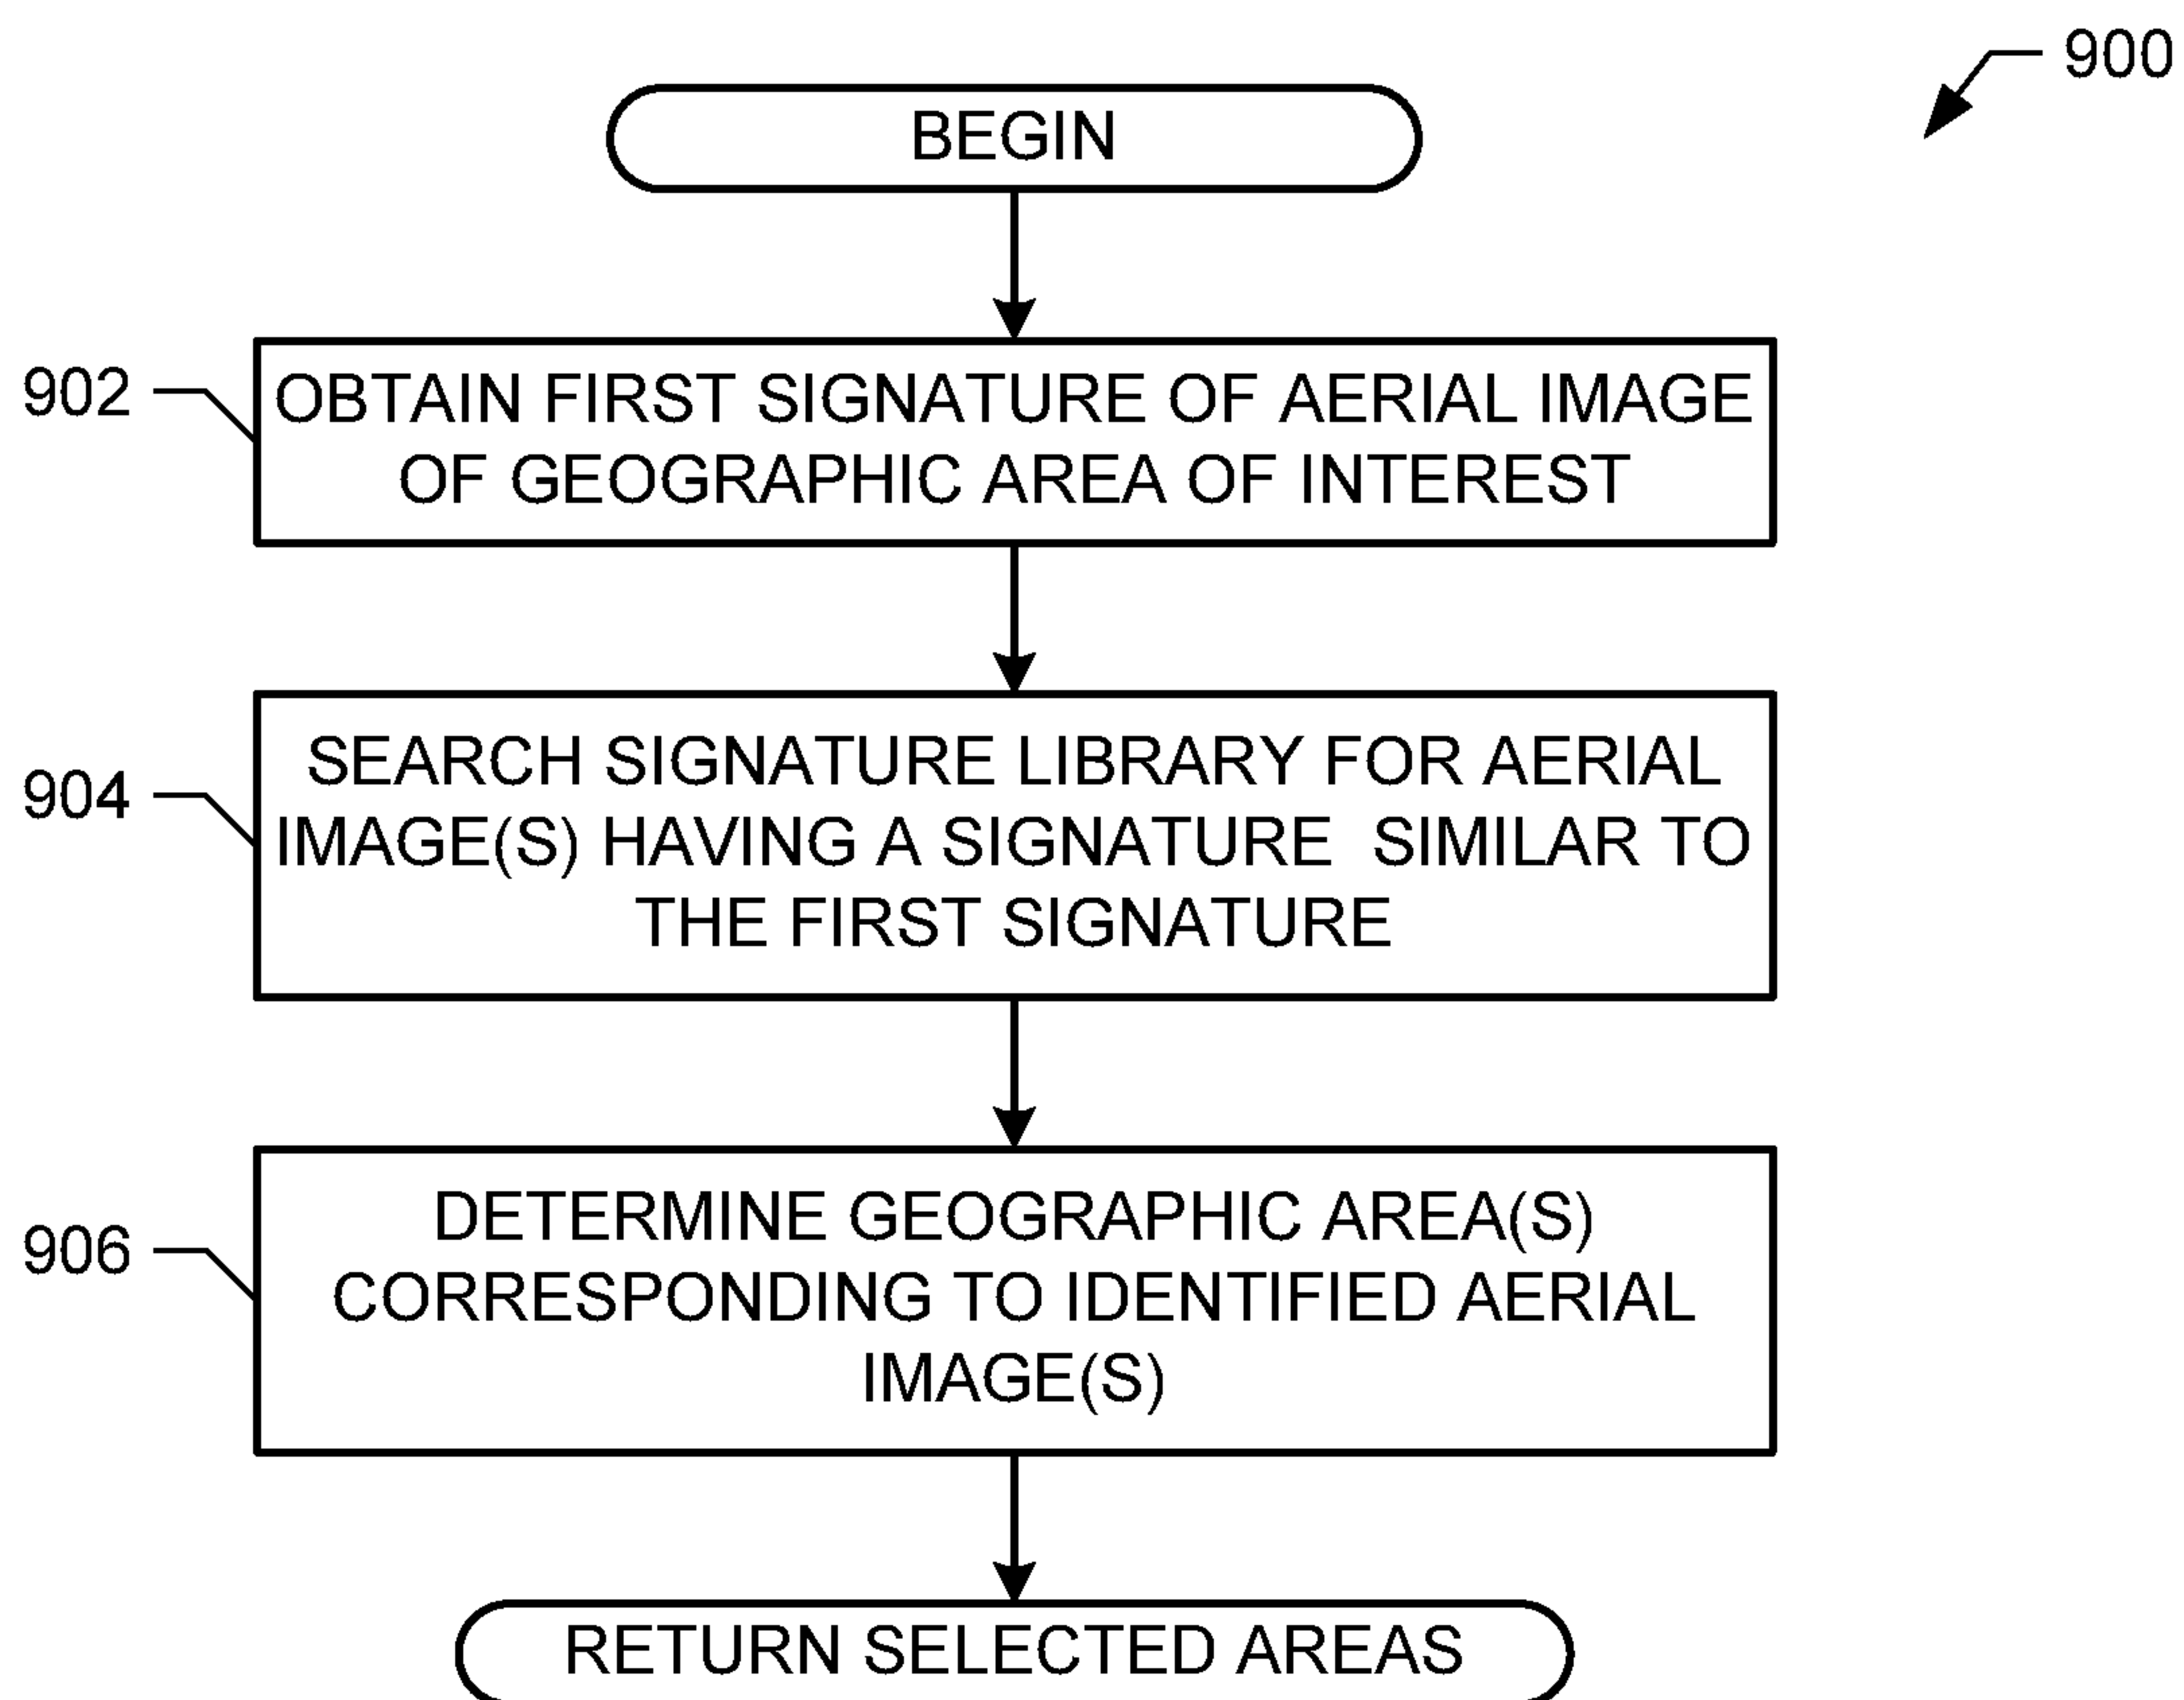 900
BEGIN
902
OBTAIN FIRST SIGNATURE OF AERIAL IMAGE
OF GEOGRAPHIC AREA OF INTEREST
904
SEARCH SIGNATURE LIBRARY FOR AERIAL
IMAGE(S) HAVING A SIGNATURE SIMILAR TO
THE FIRST SIGNATURE
906
DETERMINE GEOGRAPHIC AREA(S)
CORRESPONDING TO IDENTIFIED AERIAL
IMAGE(S)
RETURN SELECTED AREAS